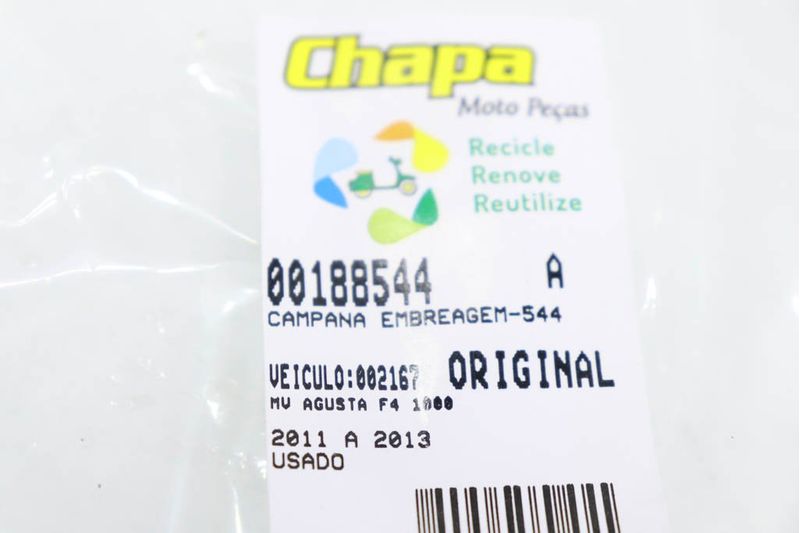 Chapa
Moto Peças
Recicle
Renove
Reutilize
00188544 A
CAMPANA EMBREAGEM-544
VEICULO:002167 ORIGINAL
MV AGUSTA F4 1000
2011 A 2013
USADO